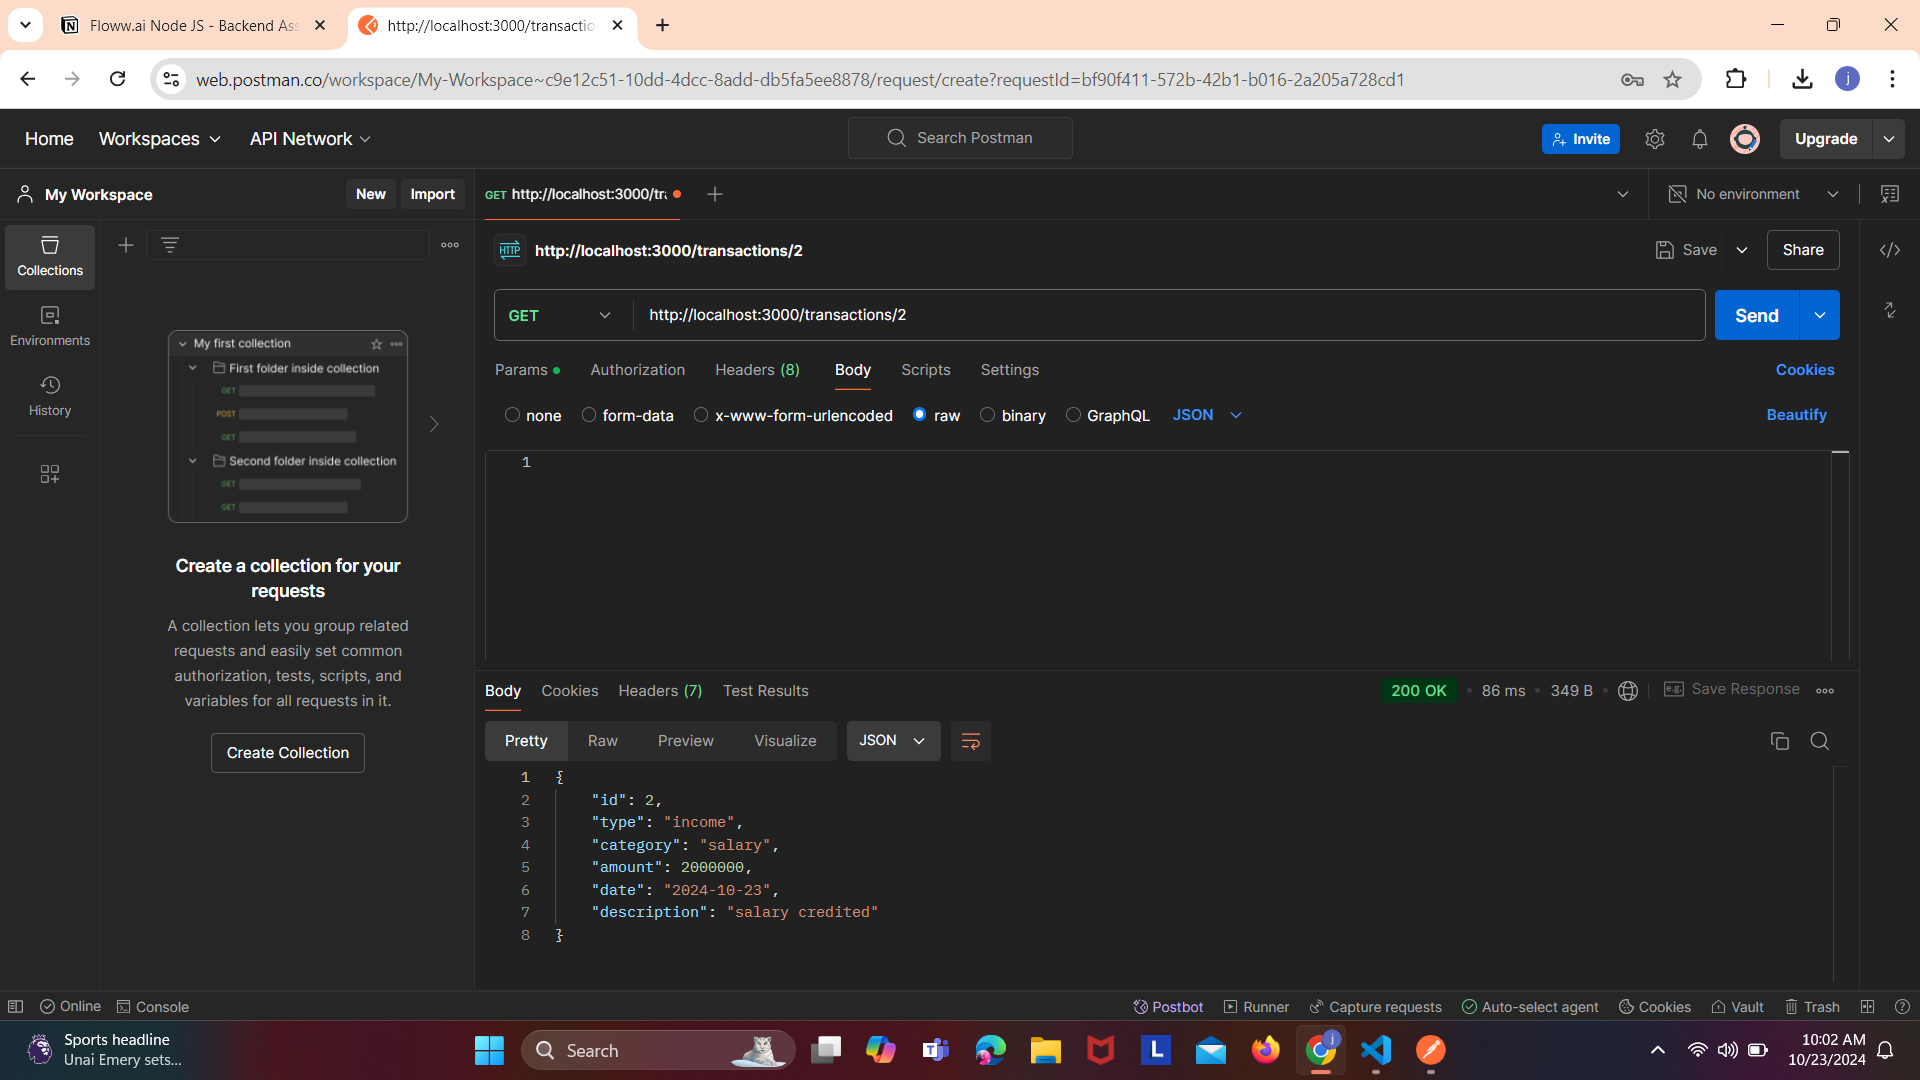 Floww.ai Node JS - Backend Ass
http://localhost:3000/transactio
web.postman.co/workspace/My-Workspace~c9e12c51-10dd-4dcc-8add-db5fa5ee8878/request/create?requestId=bf90f411-572b-42b1-b016-2a205a728cd1
j
Home Workspaces API Network
Search Postman
Invite
Upgrade
My Workspace
New Import
GET http://localhost:3000/tra
No environment
Collections
Environments
History
My first collection
First folder inside collection
GET
POST
GET
Second folder inside collection
GET
GET
Create a collection for your
requests
A collection lets you group related
requests and easily set common
authorization, tests, scripts, and
variables for all requests in it.
Create Collection
HTTP http://localhost:3000/transactions/2
Save Share
GET http://localhost:3000/transactions/2
Send
Params Authorization Headers (8) Body Scripts Settings Cookies
none form-data x-www-form-urlencoded raw binary GraphQL JSON Beautify
1
Body Cookies Headers (7) Test Results 200 OK 86 ms 349 B e.g. Save Response
Pretty Raw Preview Visualize JSON
1 {
2 "id": 2,
3 "type": "income",
4 "category": "salary",
5 "amount": 2000000,
6 "date": "2024-10-23",
7 "description": "salary credited"
8 }
Online Console Postbot Runner Capture requests Auto-select agent Cookies Vault Trash
Sports headline
Unai Emery sets...
Search
L
j
10:02 AM
10/23/2024